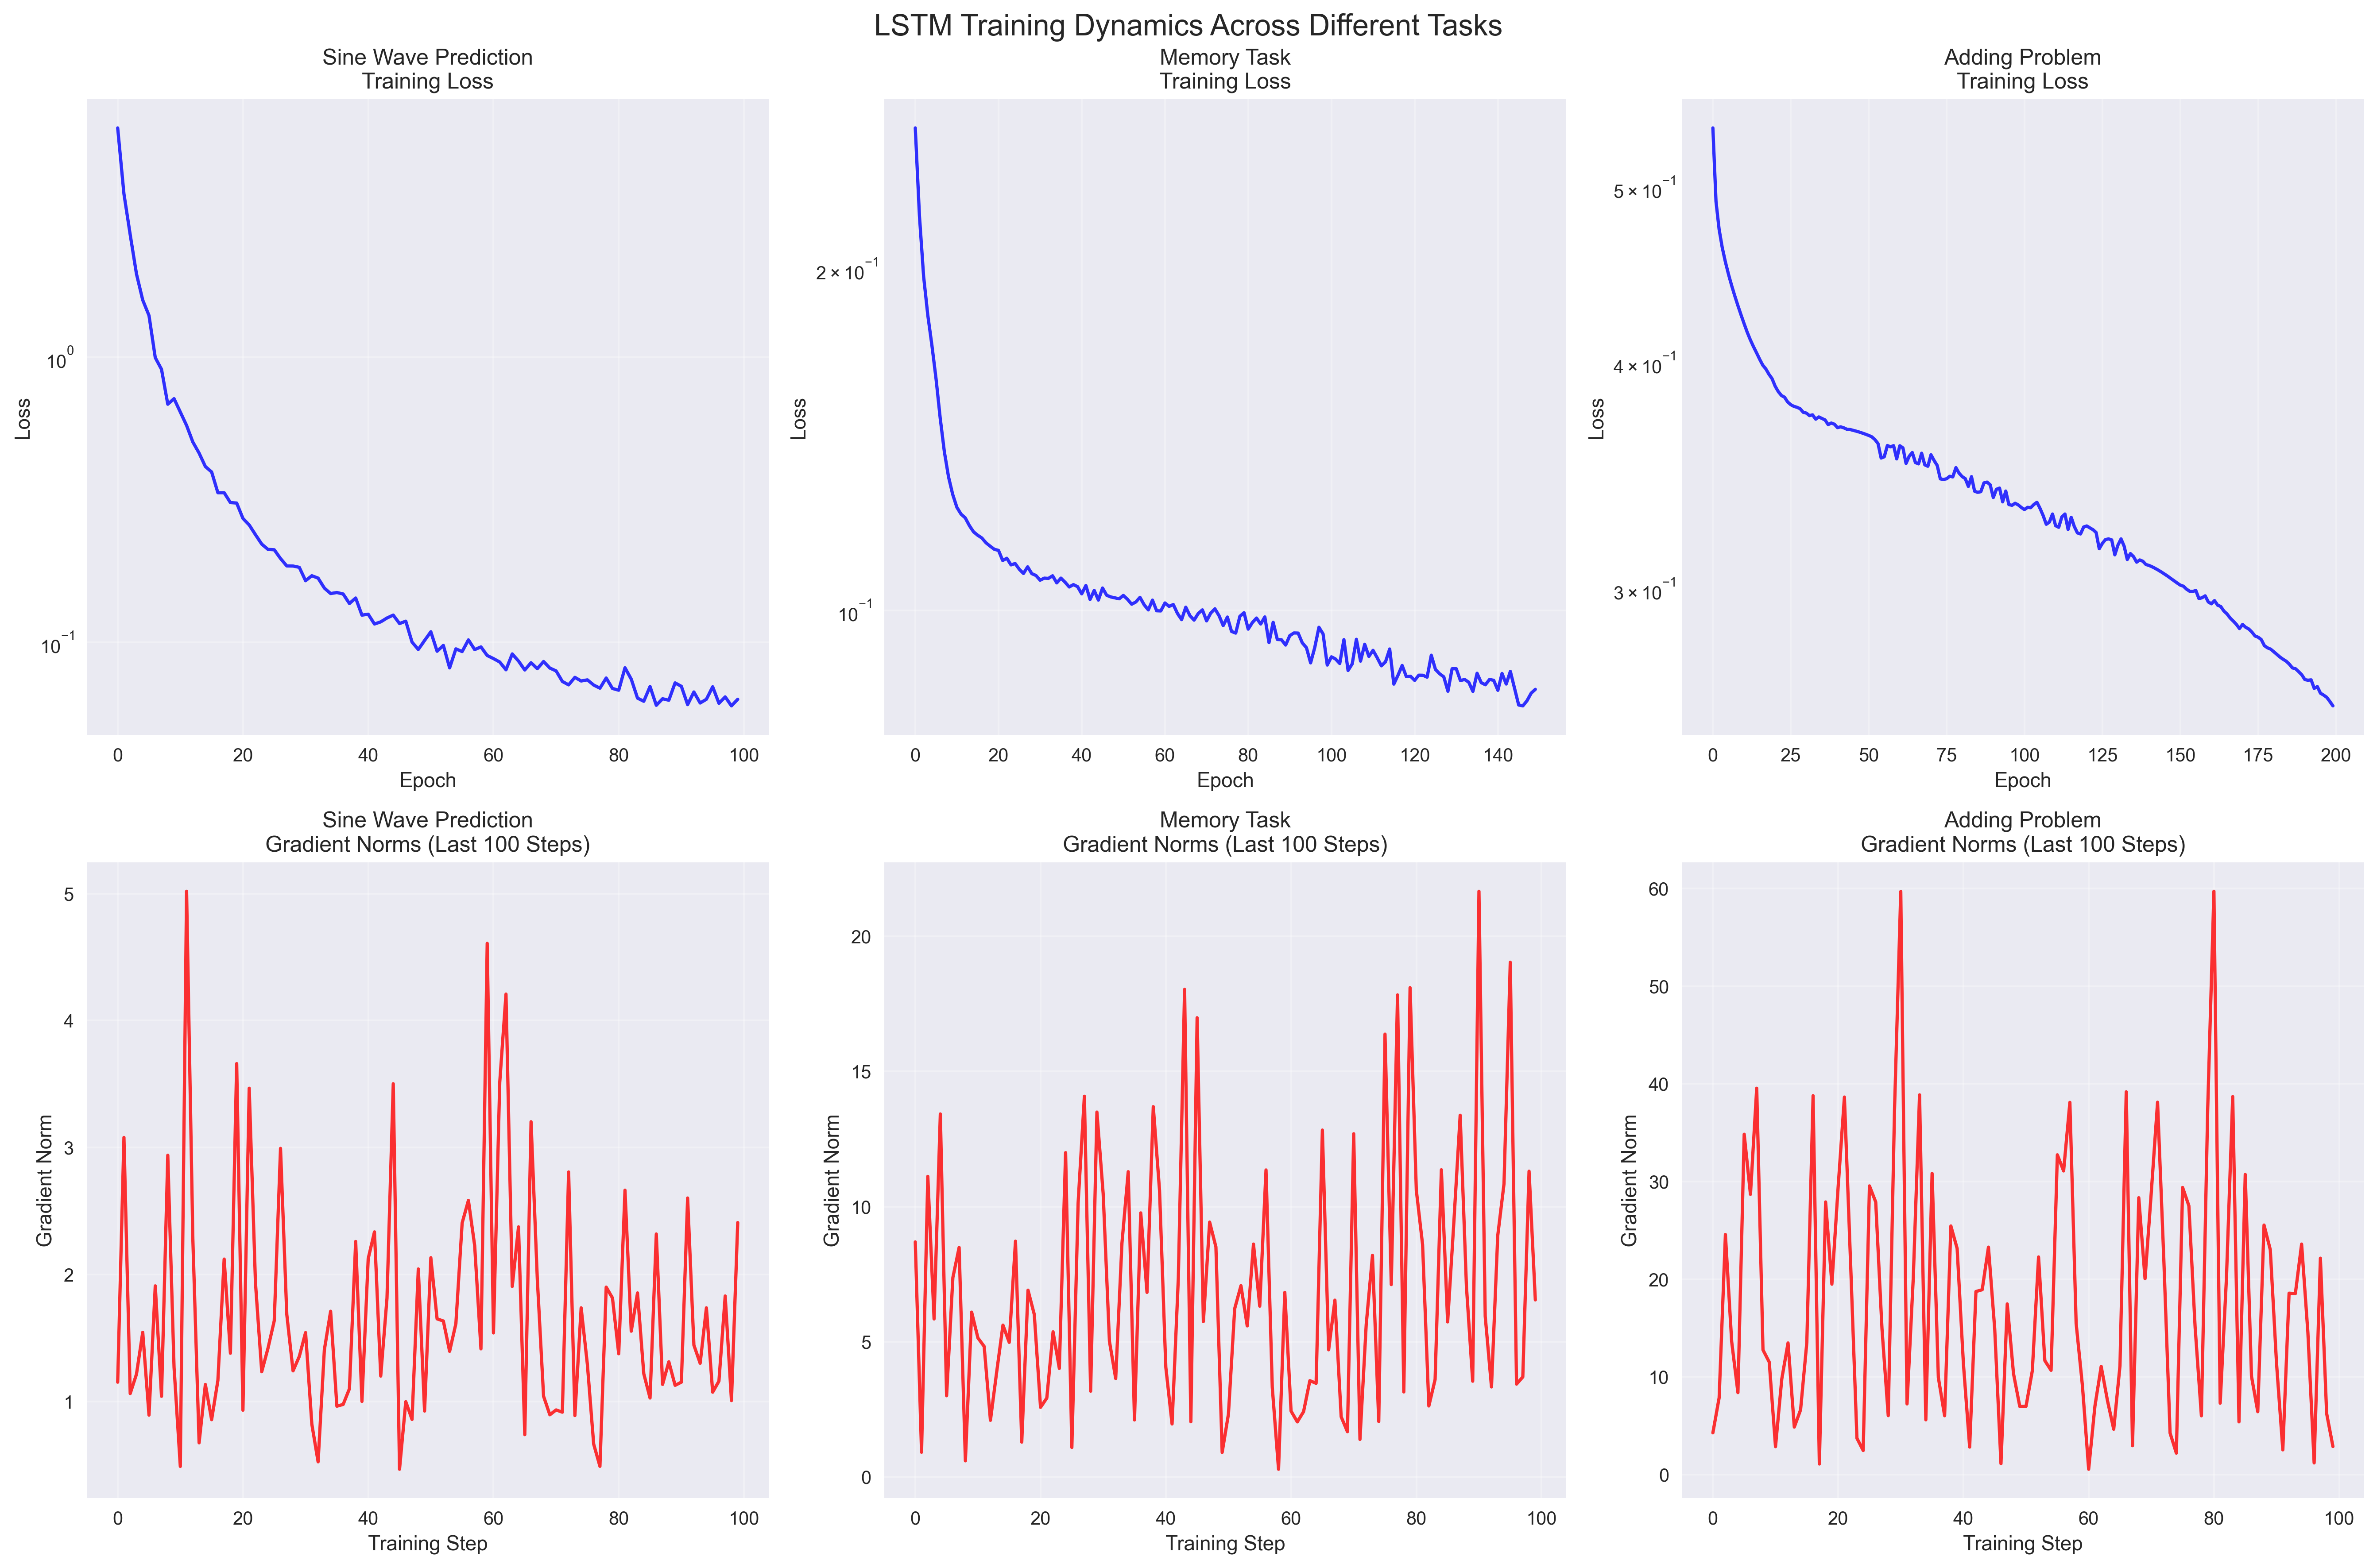 LSTM Training Dynamics Across Different Tasks
Sine Wave Prediction
Training Loss
Loss
10⁰
10⁻¹
0 20 40 60 80 100
Epoch
Memory Task
Training Loss
Loss
2 × 10⁻¹
10⁻¹
0 20 40 60 80 100 120 140
Epoch
Adding Problem
Training Loss
Loss
5 × 10⁻¹
4 × 10⁻¹
3 × 10⁻¹
0 25 50 75 100 125 150 175 200
Epoch
Sine Wave Prediction
Gradient Norms (Last 100 Steps)
Gradient Norm
5
4
3
2
1
0 20 40 60 80 100
Training Step
Memory Task
Gradient Norms (Last 100 Steps)
Gradient Norm
20
15
10
5
0
0 20 40 60 80 100
Training Step
Adding Problem
Gradient Norms (Last 100 Steps)
Gradient Norm
60
50
40
30
20
10
0
0 20 40 60 80 100
Training Step